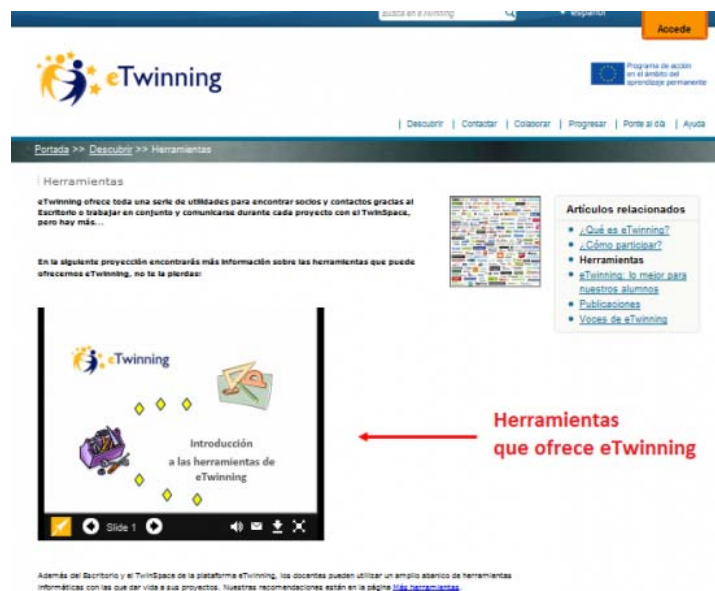 Busca en eTwinning
español
Accede
eTwinning
Programa de acción
en el ámbito del
aprendizaje permanente
| Descubrir | Contactar | Colaborar | Progresar | Ponte al día | Ayuda
Portada >> Descubrir >> Herramientas
Herramientas
eTwinning ofrece toda una serie de utilidades para encontrar socios y contactos gracias al
Escritorio o trabajar en conjunto y comunicarse durante cada proyecto con el TwinSpace,
pero hay más...
En la siguiente proyección encontrarás más información sobre las herramientas que puede
ofrecernos eTwinning, no te la pierdas:
Artículos relacionados
¿Qué es eTwinning?
¿Cómo participar?
Herramientas
eTwinning: lo mejor para
nuestros alumnos
Publicaciones
Voces de eTwinning
eTwinning
Introducción
a las herramientas de
eTwinning
Slide 1
Herramientas
que ofrece eTwinning
Además del Escritorio y el TwinSpace de la plataforma eTwinning, los docentes pueden utilizar un amplio abanico de herramientas
informáticas con las que dar vida a sus proyectos. Nuestras recomendaciones están en la página Más herramientas.